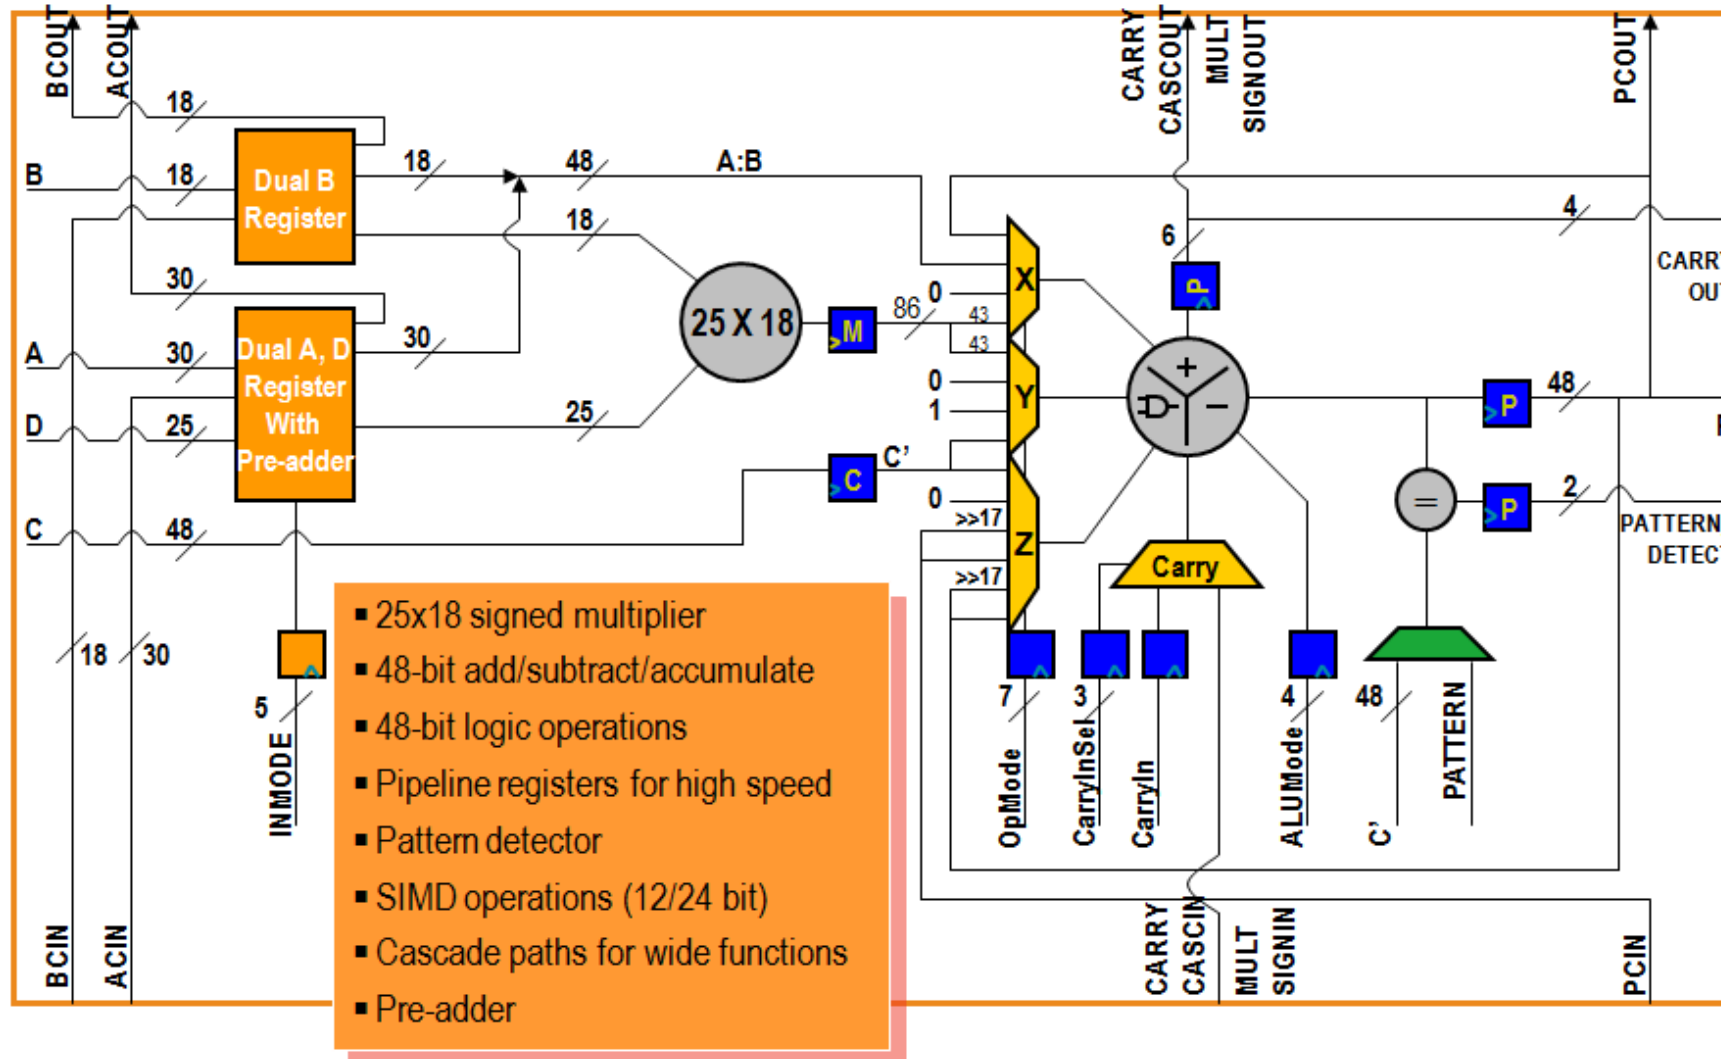 BCOUT
ACOUT
CARRY
CASCOUT
MULT
SIGNOUT
PCOUT
18
B
18
Dual B
Register
18
48
A:B
18
4
6
P
CARRY
OUT
30
A
30
Dual A, D
Register
With
Pre-adder
30
25 X 18
M
86
0
43
43
X
0
Y
1
+
−
P
48
D
25
25
C
C'
0
>>17
Z
>>17
=
P
2
PATTERN
DETECT
C
48
Carry
18
30
5
INMODE
7
OpMode
3
CarryInSel
CarryIn
4
ALUMode
48
C'
PATTERN
▪ 25x18 signed multiplier
▪ 48-bit add/subtract/accumulate
▪ 48-bit logic operations
▪ Pipeline registers for high speed
▪ Pattern detector
▪ SIMD operations (12/24 bit)
▪ Cascade paths for wide functions
▪ Pre-adder
BCIN
ACIN
CARRY
CASCIN
MULT
SIGNIN
PCIN